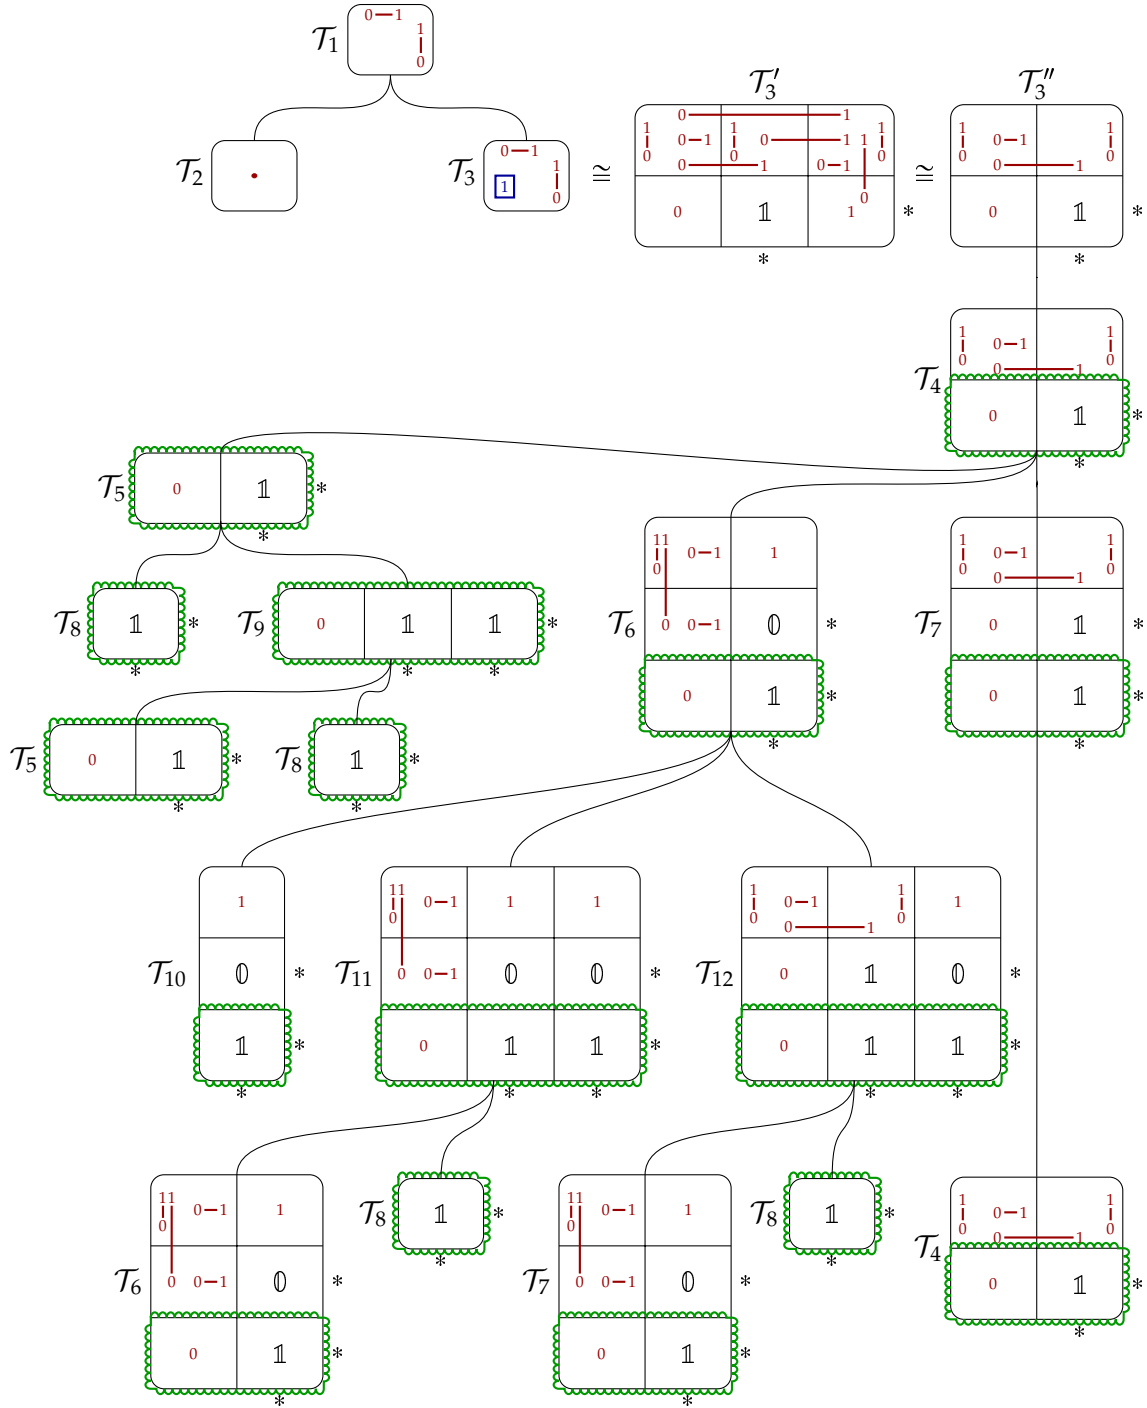 𝒯₁ 0 1
1
0
𝒯₃′ 𝒯₃″
𝒯₂ 𝒯₃ 0 1 1 1 0 ≅ 0 1 1 0 0 1 1 0 0 1 1 1 0 0 1 0 1 0 ≅ 1 0 0 1 0 1 1 0
0 𝟙 1 * 0 𝟙 *
* *
𝒯₄ 1 0 0 1 0 1 1 0
0 𝟙 *
*
𝒯₅ 0 𝟙 *
*
𝒯₆ 1 1 0 0 1 1
0 0 1 𝟘 *
0 𝟙 *
*
𝒯₇ 1 0 0 1 0 1 1 0
0 𝟙 *
0 𝟙 *
*
𝒯₈ 𝟙 *
*
𝒯₉ 0 𝟙 𝟙 *
* *
𝒯₅ 0 𝟙 *
*
𝒯₈ 𝟙 *
*
𝒯₁₀ 1
𝟘 *
𝟙 *
*
𝒯₁₁ 1 1 0 0 1 1 1
0 0 1 𝟘 𝟘 *
0 𝟙 𝟙 *
* *
𝒯₁₂ 1 0 0 1 0 1 1 0 1
0 𝟙 𝟘 *
0 𝟙 𝟙 *
* *
𝒯₆ 1 1 0 0 1 1
0 0 1 𝟘 *
0 𝟙 *
*
𝒯₈ 𝟙 *
*
𝒯₇ 1 1 0 0 1 1
0 0 1 𝟘 *
0 𝟙 *
*
𝒯₈ 𝟙 *
*
𝒯₄ 1 0 0 1 0 1 1 0
0 𝟙 *
*